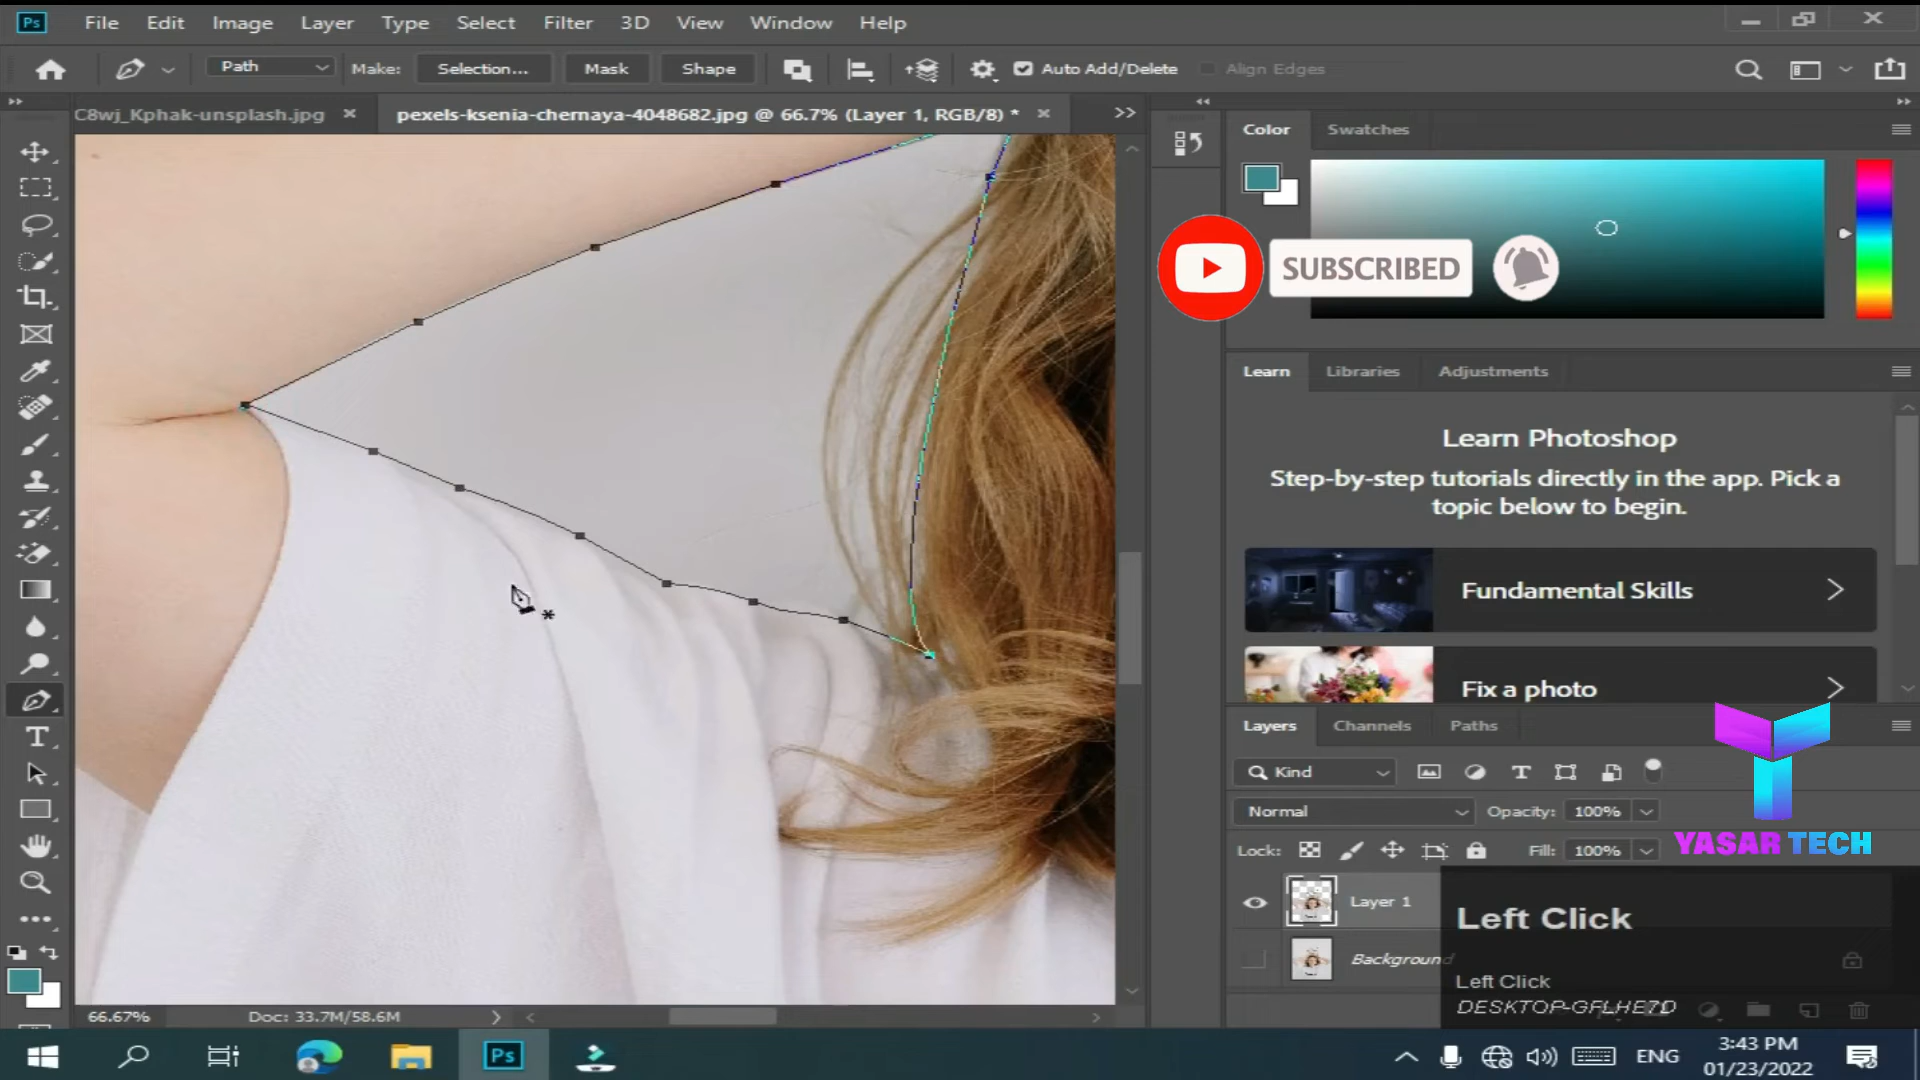 Ps File Edit Image Layer Type Select Filter 3D View Window Help
Path Make: Selection... Mask Shape Auto Add/Delete Align Edges
C8wj_Kphak-unsplash.jpg
pexels-ksenia-chernaya-4048682.jpg @ 66.7% (Layer 1, RGB/8) *
Color Swatches
SUBSCRIBED
Learn Libraries Adjustments
Learn Photoshop
Step-by-step tutorials directly in the app. Pick a
topic below to begin.
Fundamental Skills
Fix a photo
Layers Channels Paths
Kind
Normal Opacity: 100%
YASAR TECH
Lock: Fill: 100%
Layer 1
Left Click
Background
Left Click
DESKTOP-GFLHE7D
66.67% Doc: 33.7M/58.6M
Ps
ENG
3:43 PM
01/23/2022